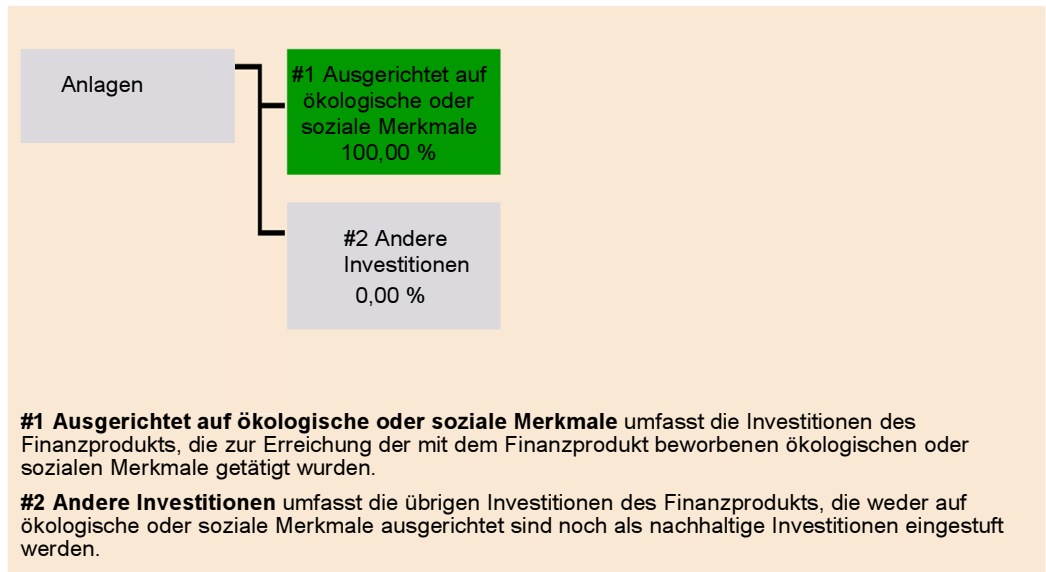 Anlagen
#1 Ausgerichtet auf
ökologische oder
soziale Merkmale
100,00 %
#2 Andere
Investitionen
0,00 %
#1 Ausgerichtet auf ökologische oder soziale Merkmale umfasst die Investitionen des
Finanzprodukts, die zur Erreichung der mit dem Finanzprodukt beworbenen ökologischen oder
sozialen Merkmale getätigt wurden.
#2 Andere Investitionen umfasst die übrigen Investitionen des Finanzprodukts, die weder auf
ökologische oder soziale Merkmale ausgerichtet sind noch als nachhaltige Investitionen eingestuft
werden.